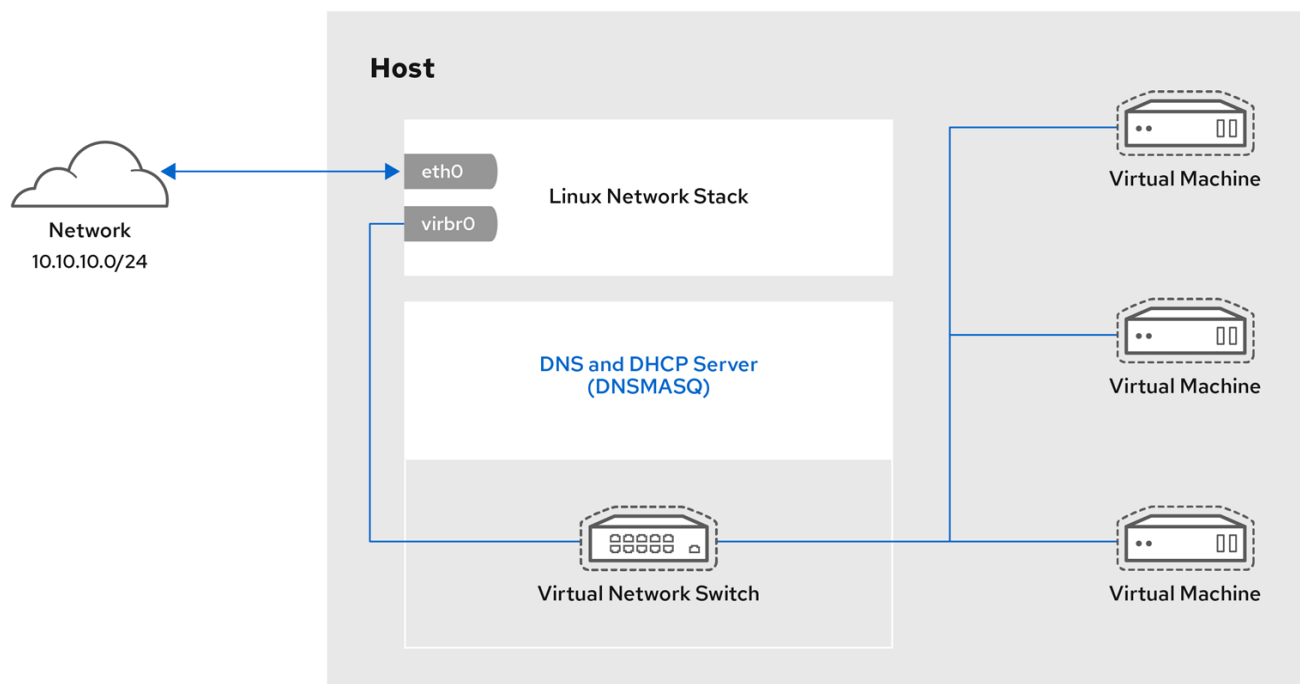 Host
eth0
Linux Network Stack
virbr0
Network
10.10.10.0/24
DNS and DHCP Server
(DNSMASQ)
Virtual Network Switch
Virtual Machine
Virtual Machine
Virtual Machine